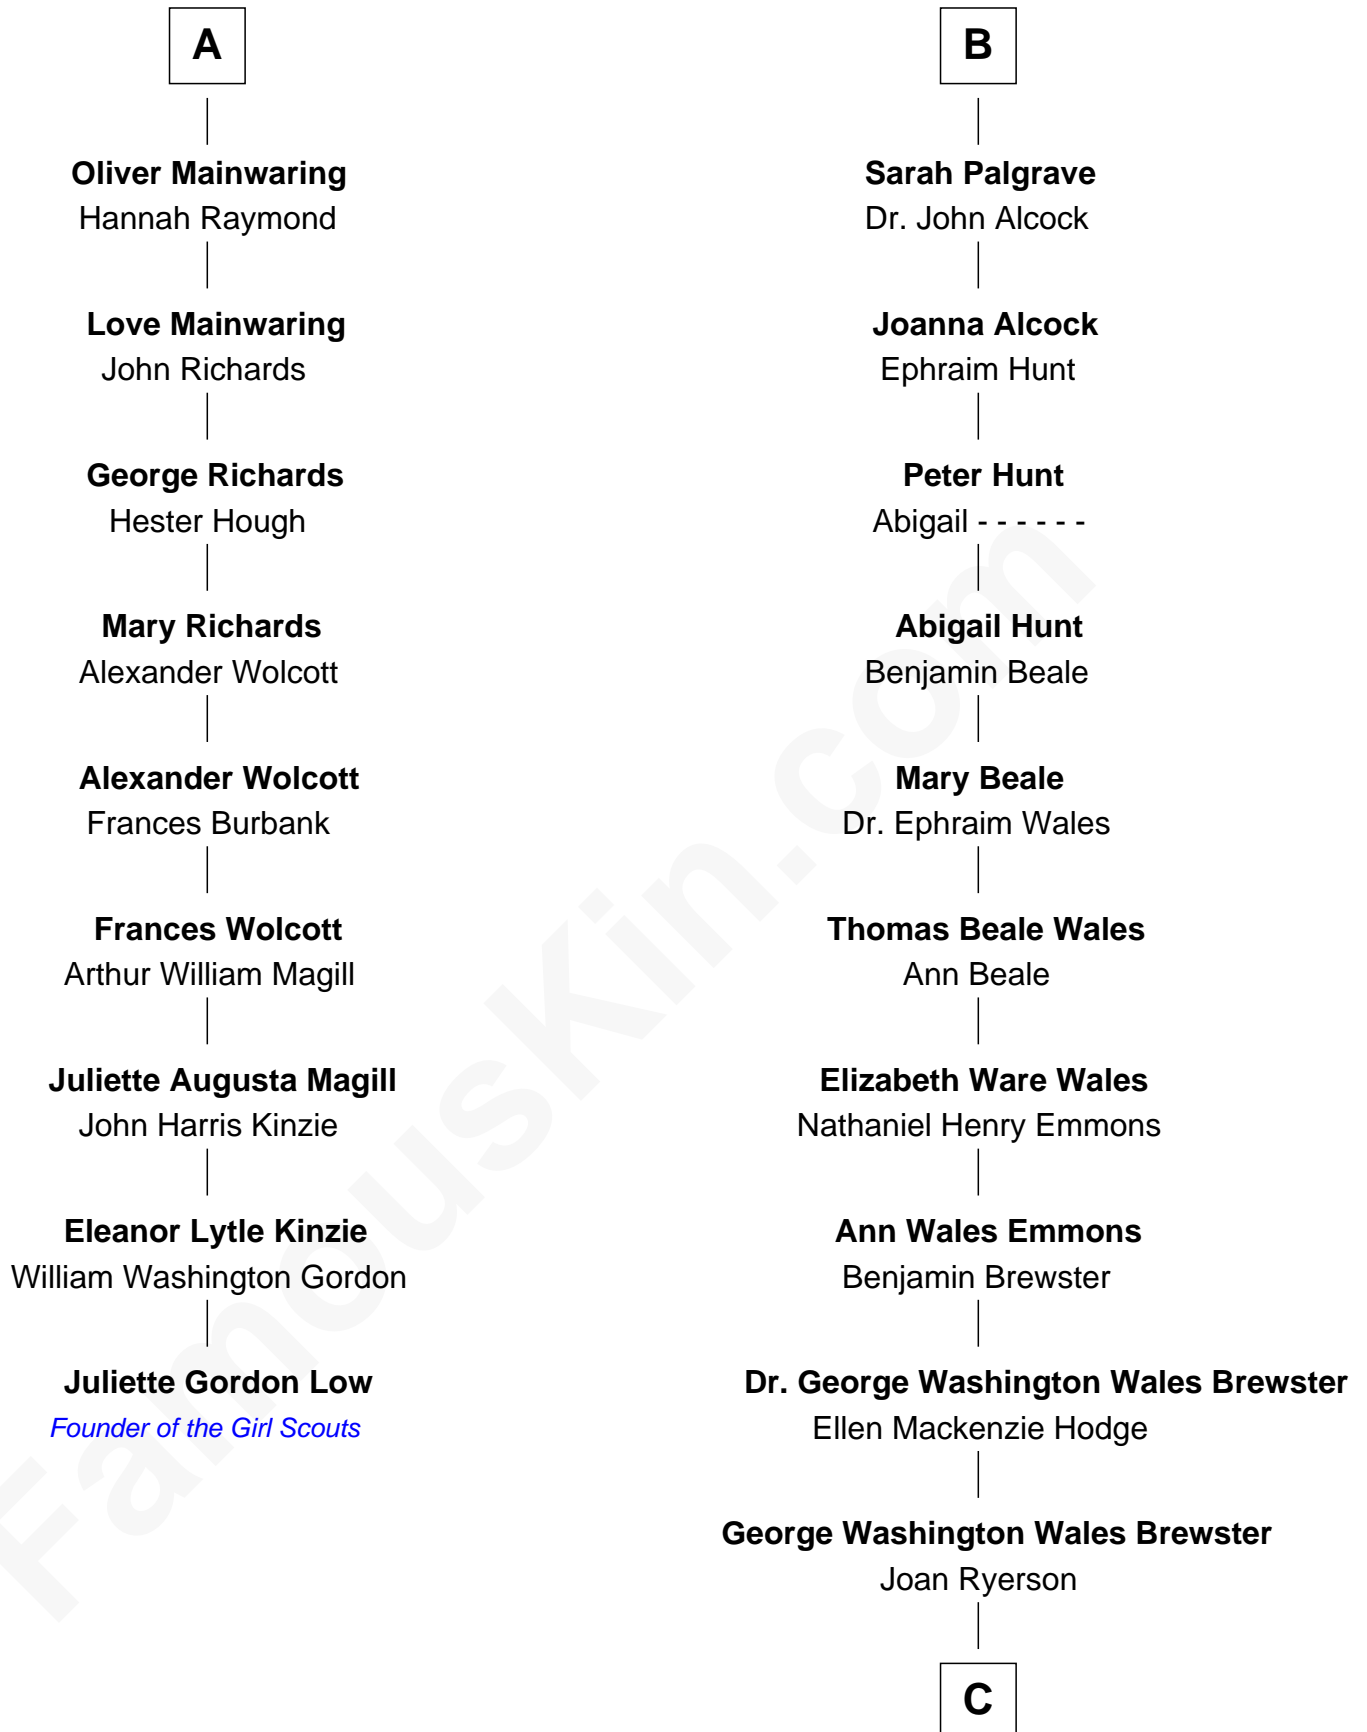 A
Oliver Mainwaring
Hannah Raymond
Love Mainwaring
John Richards
George Richards
Hester Hough
Mary Richards
Alexander Wolcott
Alexander Wolcott
Frances Burbank
Frances Wolcott
Arthur William Magill
Juliette Augusta Magill
John Harris Kinzie
Eleanor Lytle Kinzie
William Washington Gordon
Juliette Gordon Low
Founder of the Girl Scouts
B
Sarah Palgrave
Dr. John Alcock
Joanna Alcock
Ephraim Hunt
Peter Hunt
Abigail - - - - - -
Abigail Hunt
Benjamin Beale
Mary Beale
Dr. Ephraim Wales
Thomas Beale Wales
Ann Beale
Elizabeth Ware Wales
Nathaniel Henry Emmons
Ann Wales Emmons
Benjamin Brewster
Dr. George Washington Wales Brewster
Ellen Mackenzie Hodge
George Washington Wales Brewster
Joan Ryerson
C
FamousKin.com